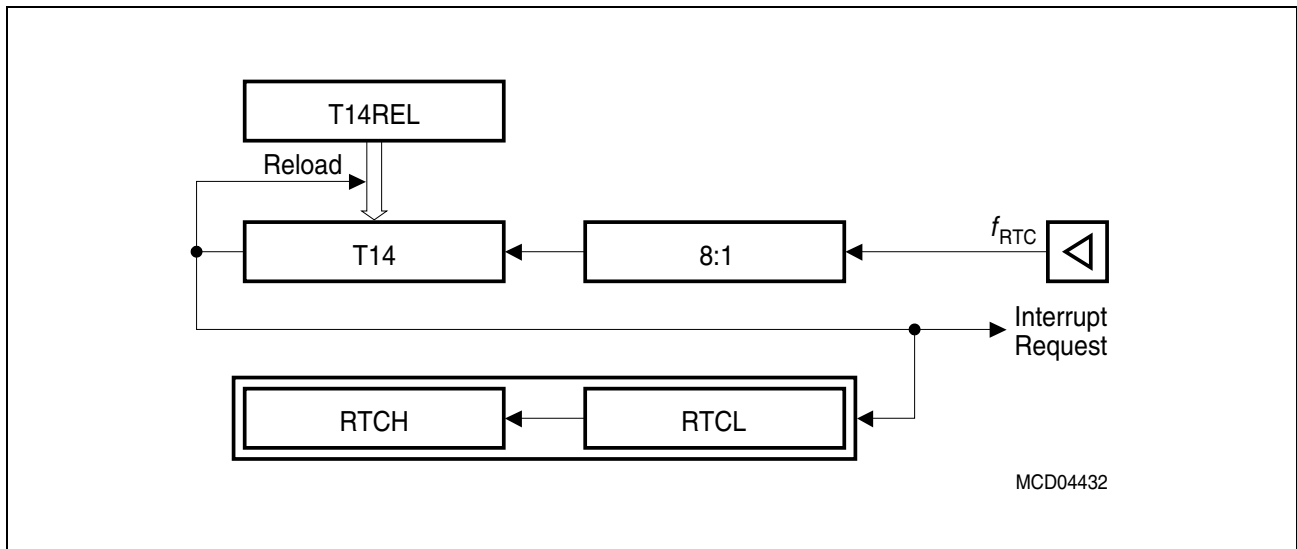 T14REL
Reload
T14
8:1
fRTC
Interrupt
Request
RTCH
RTCL
MCD04432